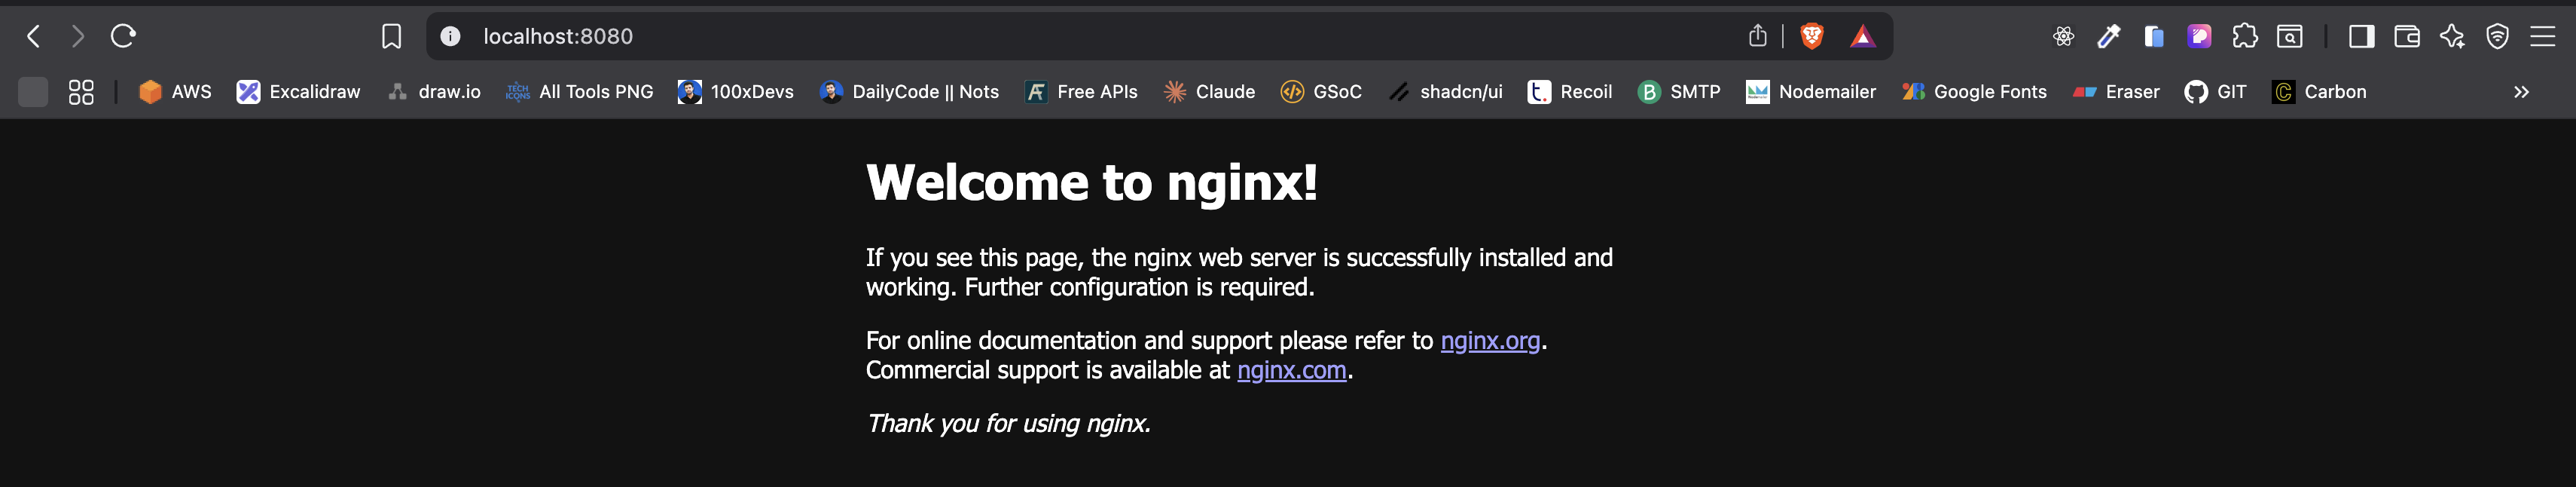 localhost:8080
AWS
Excalidraw
draw.io
TECH ICONS
All Tools PNG
100xDevs
DailyCode || Nots
Free APIs
Claude
GSoC
shadcn/ui
t.
Recoil
B
SMTP
Nodemailer
Google Fonts
Eraser
GIT
C
Carbon
Welcome to nginx!
If you see this page, the nginx web server is successfully installed and
working. Further configuration is required.
For online documentation and support please refer to nginx.org.
Commercial support is available at nginx.com.
Thank you for using nginx.